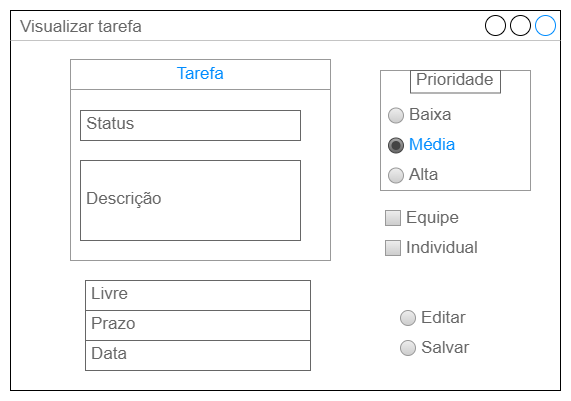 Visualizar tarefa
Tarefa
Status
Descrição
Prioridade
Baixa
Média
Alta
Equipe
Individual
Livre
Prazo
Data
Editar
Salvar